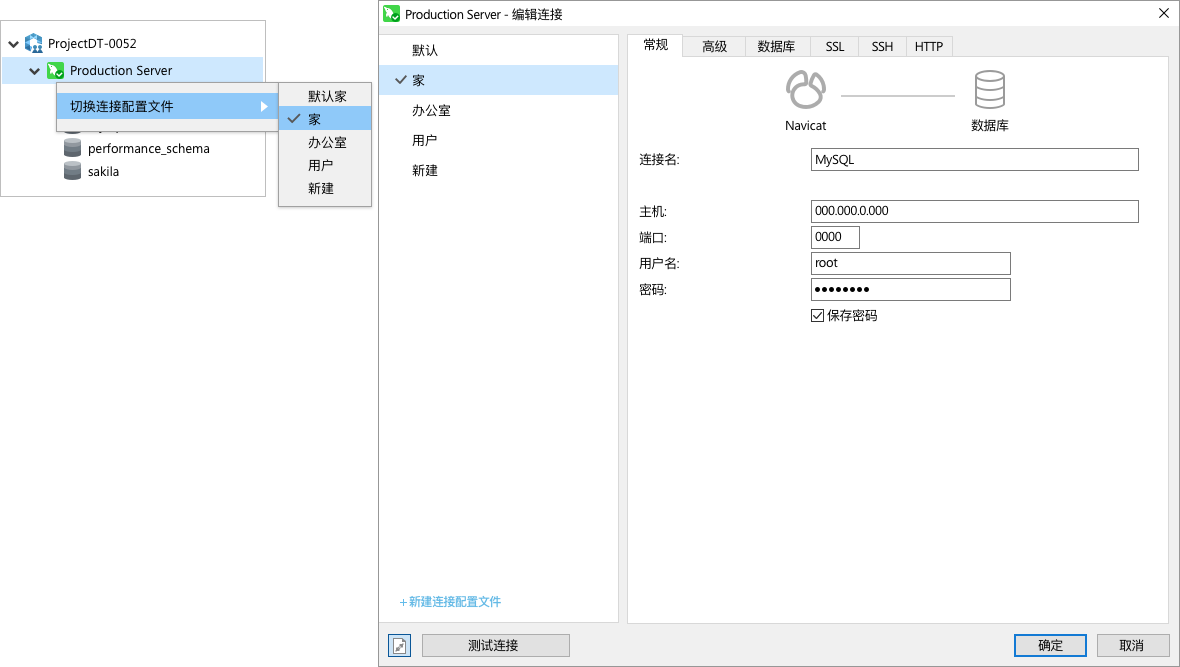 ProjectDT-0052
Production Server
切换连接配置文件
performance_schema
sakila
默认家
家
办公室
用户
新建
Production Server - 编辑连接
默认
家
办公室
用户
新建
+新建连接配置文件
常规 高级 数据库 SSL SSH HTTP
Navicat 数据库
连接名: MySQL
主机: 000.000.0.000
端口: 0000
用户名: root
密码: ●●●●●●●●
保存密码
测试连接 确定 取消